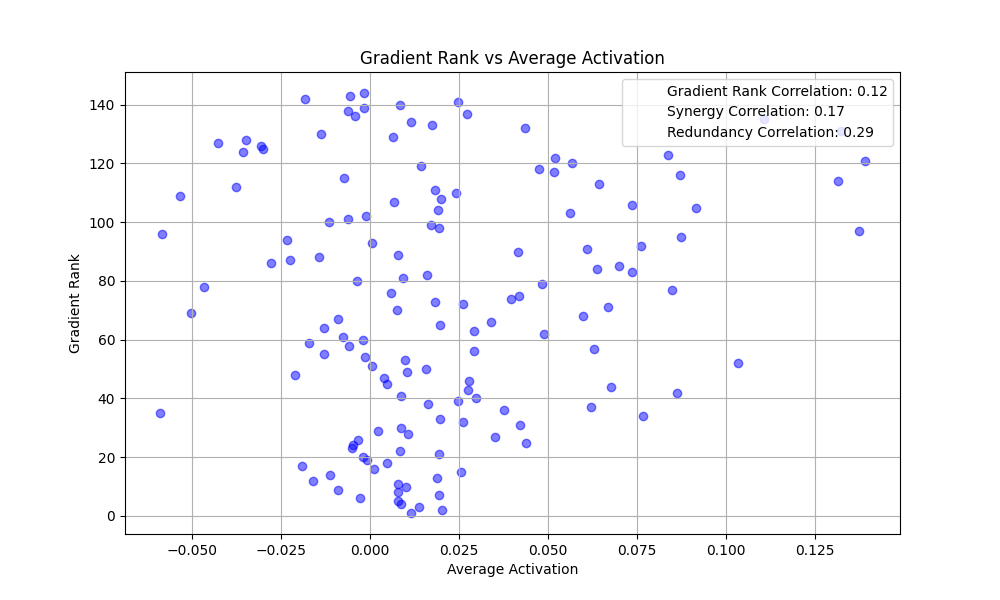 Gradient Rank vs Average Activation
Gradient Rank Correlation: 0.12
Synergy Correlation: 0.17
Redundancy Correlation: 0.29
140
120
100
80
60
40
20
0
Gradient Rank
−0.050 −0.025 0.000 0.025 0.050 0.075 0.100 0.125
Average Activation